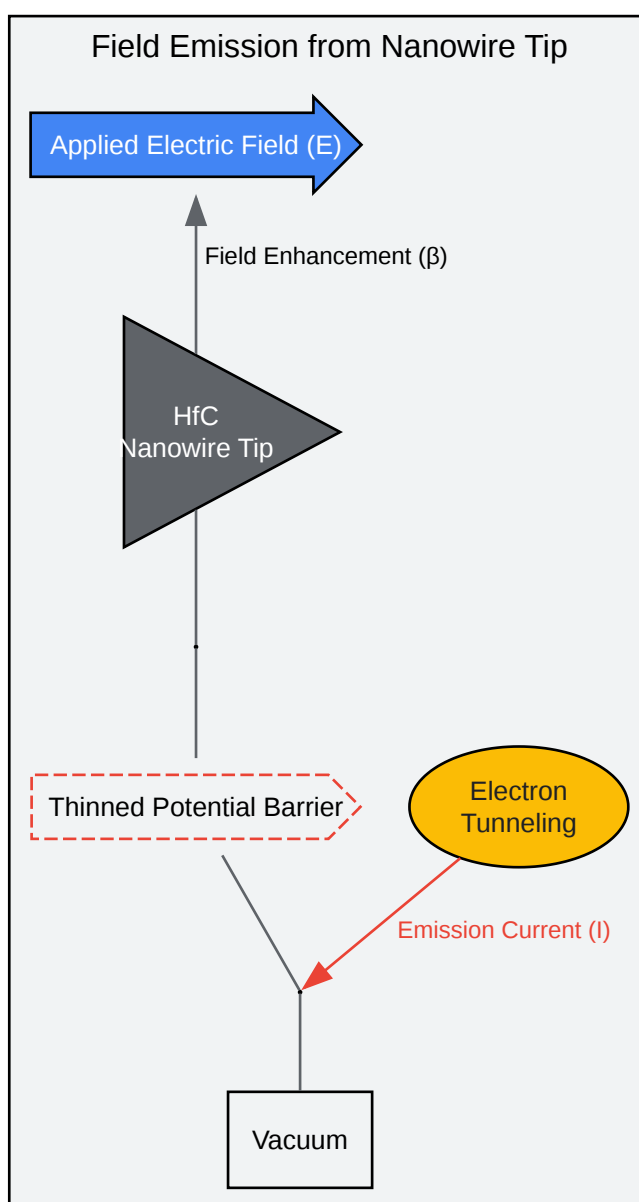 Field Emission from Nanowire Tip
Applied Electric Field (E)
Field Enhancement (β)
HfC
Nanowire Tip
Thinned Potential Barrier
Electron
Tunneling
Emission Current (I)
Vacuum